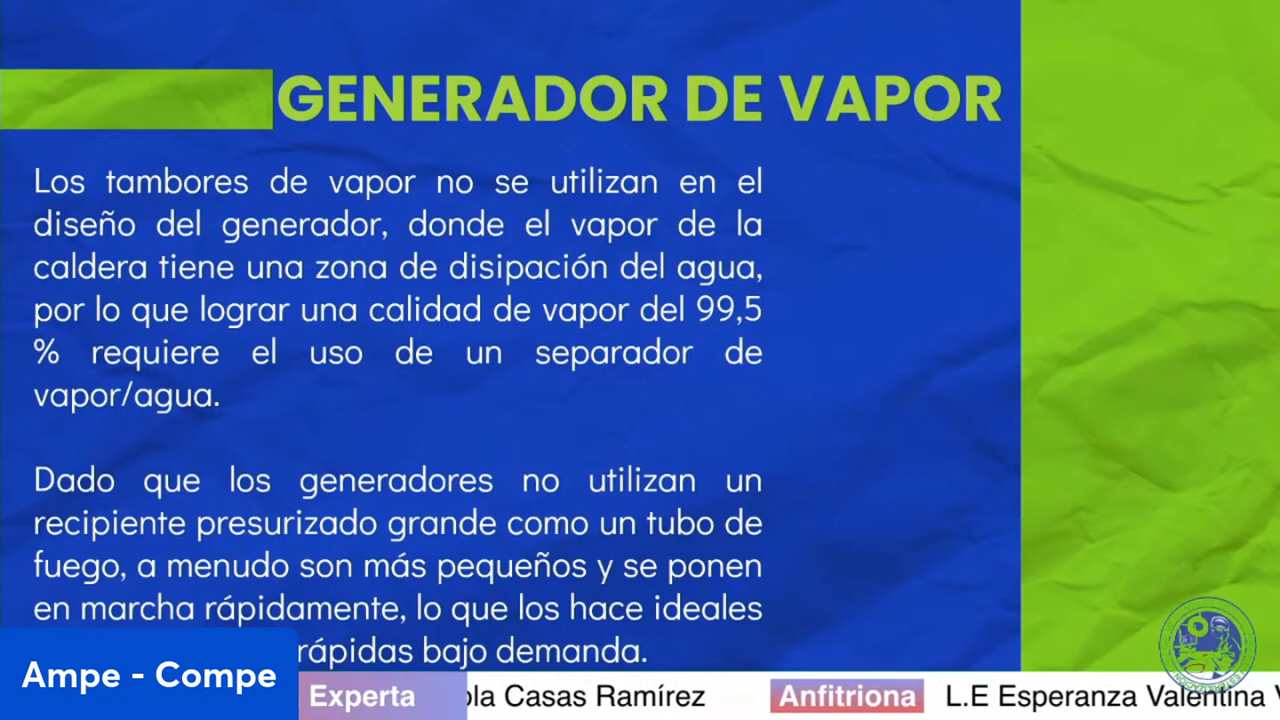 GENERADOR DE VAPOR
Los tambores de vapor no se utilizan en el
diseño del generador, donde el vapor de la
caldera tiene una zona de disipación del agua,
por lo que lograr una calidad de vapor del 99,5
% requiere el uso de un separador de
vapor/agua.
Dado que los generadores no utilizan un
recipiente presurizado grande como un tubo de
fuego, a menudo son más pequeños y se ponen
en marcha rápidamente, lo que los hace ideales
rápidas bajo demanda.
Ampe - Compe
Experta Casas Ramírez Anfitriona L.E Esperanza Valentina